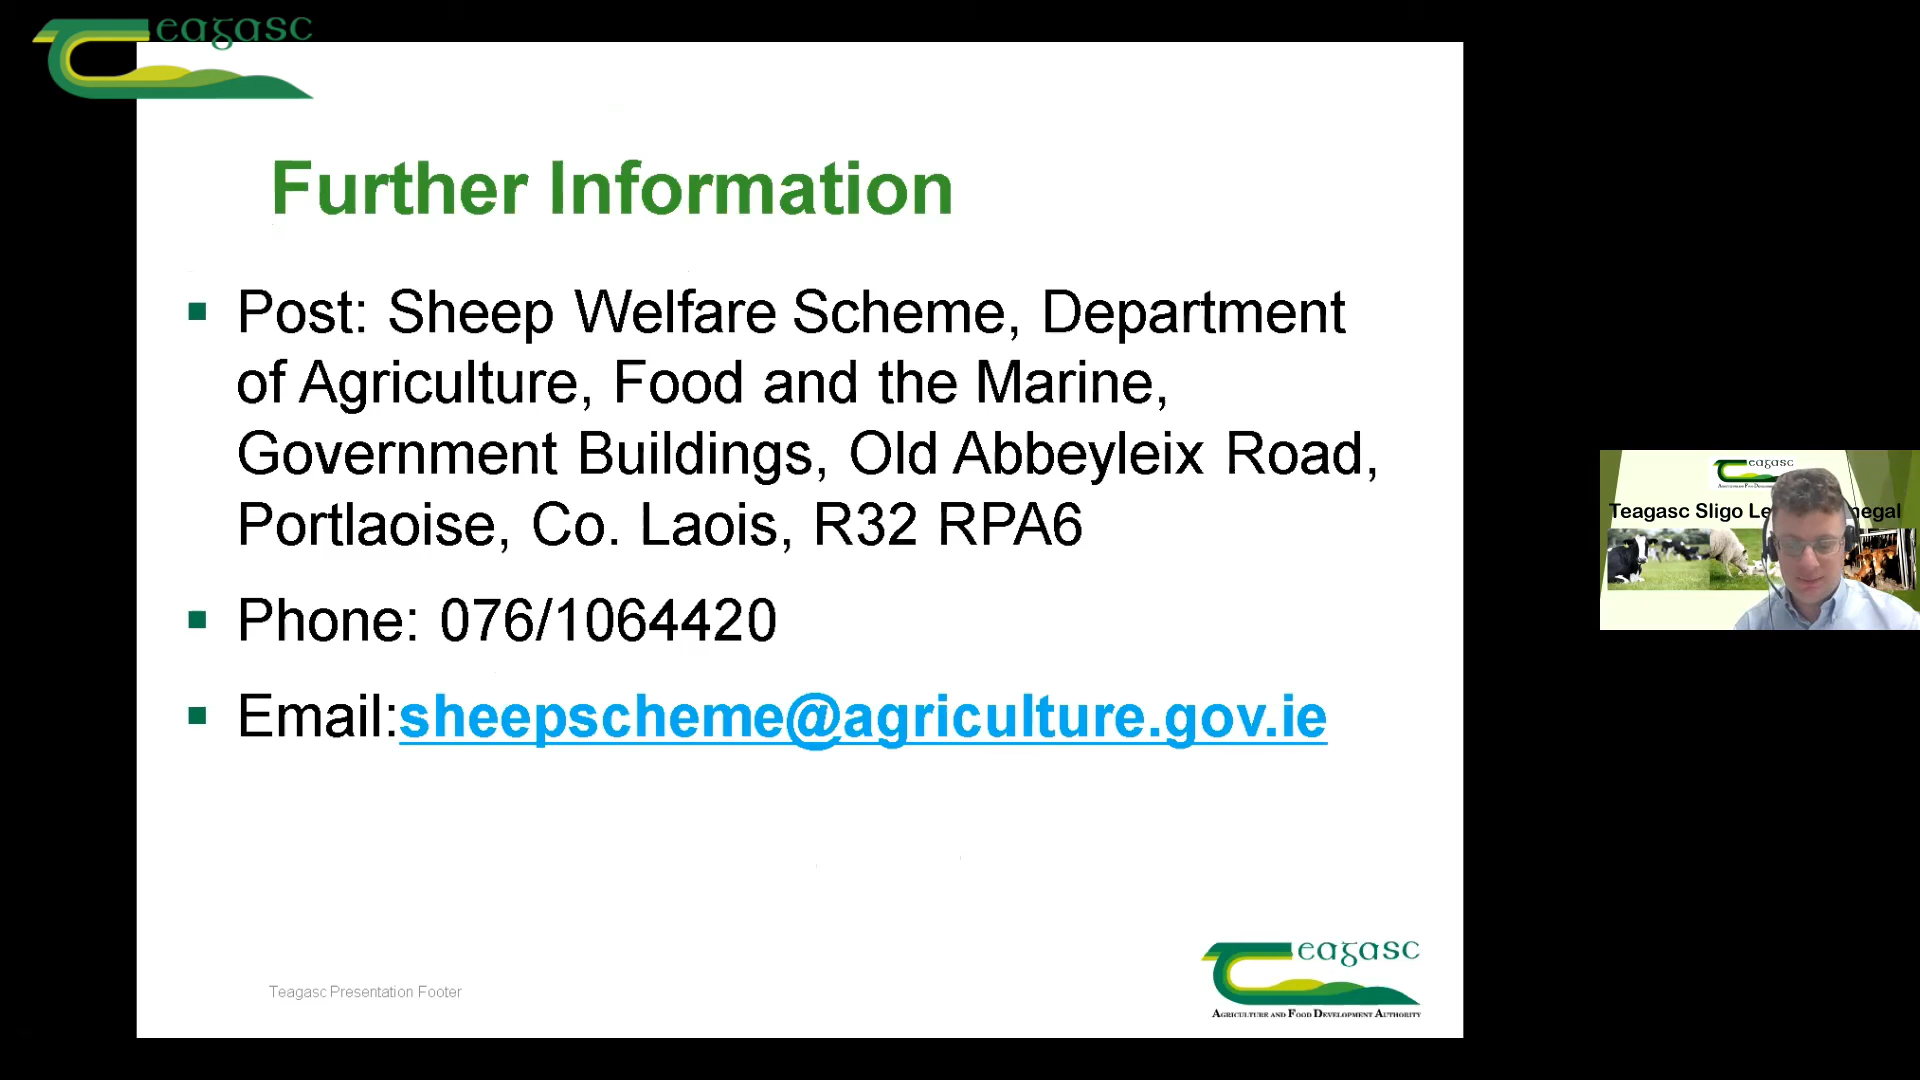 Teagasc
Further Information
Post: Sheep Welfare Scheme, Department
of Agriculture, Food and the Marine,
Government Buildings, Old Abbeyleix Road,
Portlaoise, Co. Laois, R32 RPA6
Phone: 076/1064420
Email:sheepscheme@agriculture.gov.ie
Teagasc Presentation Footer
Teagasc
AGRICULTURE AND FOOD DEVELOPMENT AUTHORITY
Teagasc
Teagasc Sligo Le negal